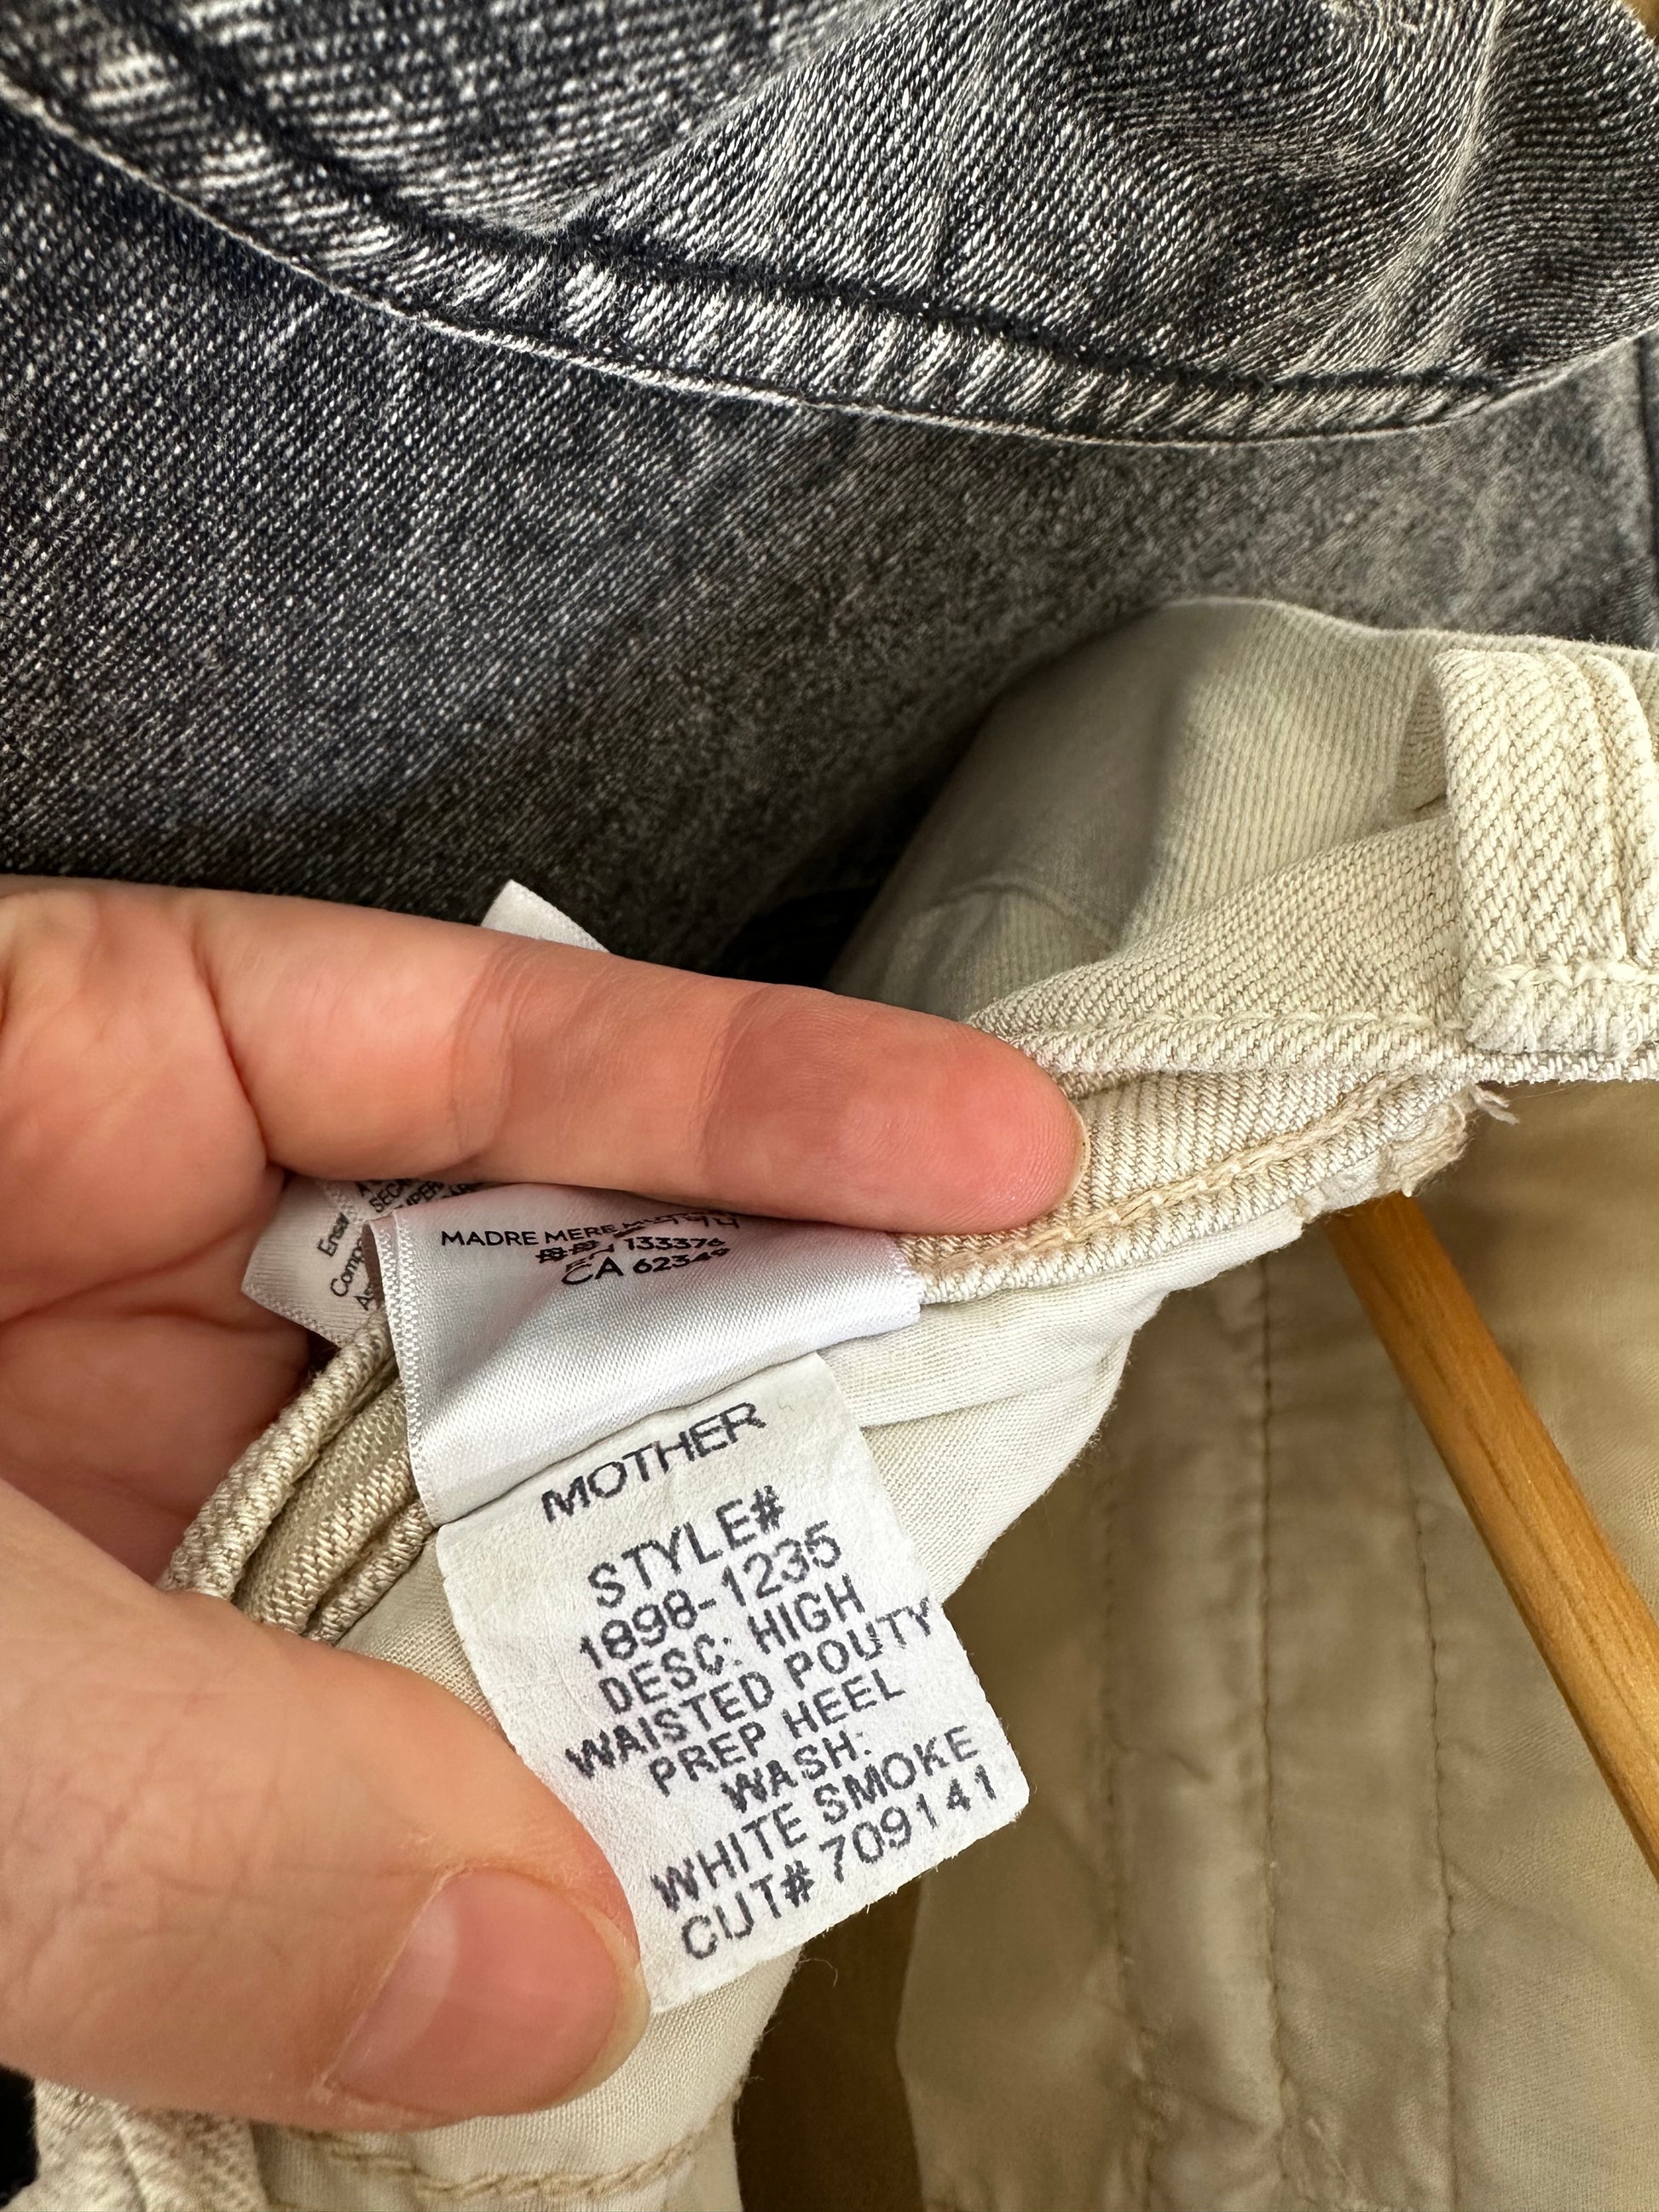 MADRE MERE
133376
CA 62349
MOTHER
STYLE#
1898-1235
DESC: HIGH
WAISTED POUTY
PREP HEEL
WASH:
WHITE SMOKE
CUT# 709141